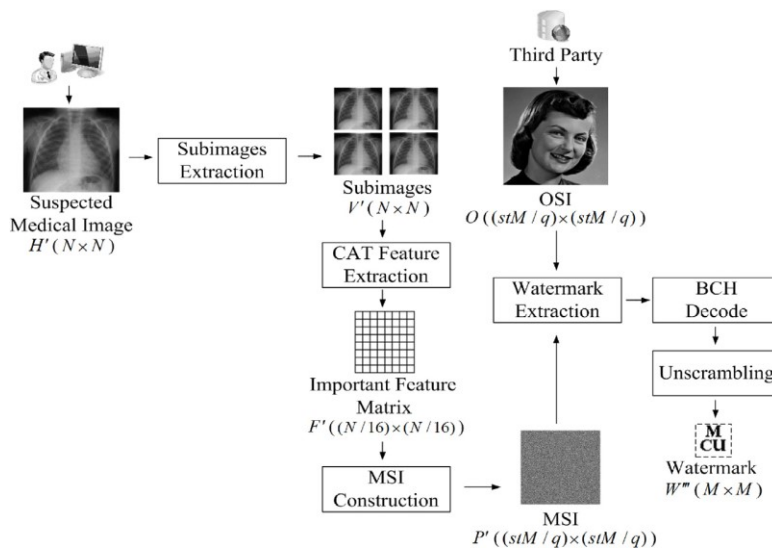 Suspected
Medical Image
H′(N×N)
Subimages
Extraction
Subimages
V′(N×N)
CAT Feature
Extraction
Important Feature
Matrix
F′((N/16)×(N/16))
MSI
Construction
MSI
P′((stM/q)×(stM/q))
Third Party
OSI
O((stM/q)×(stM/q))
Watermark
Extraction
BCH
Decode
Unscrambling
M
CU
Watermark
W‴(M×M)